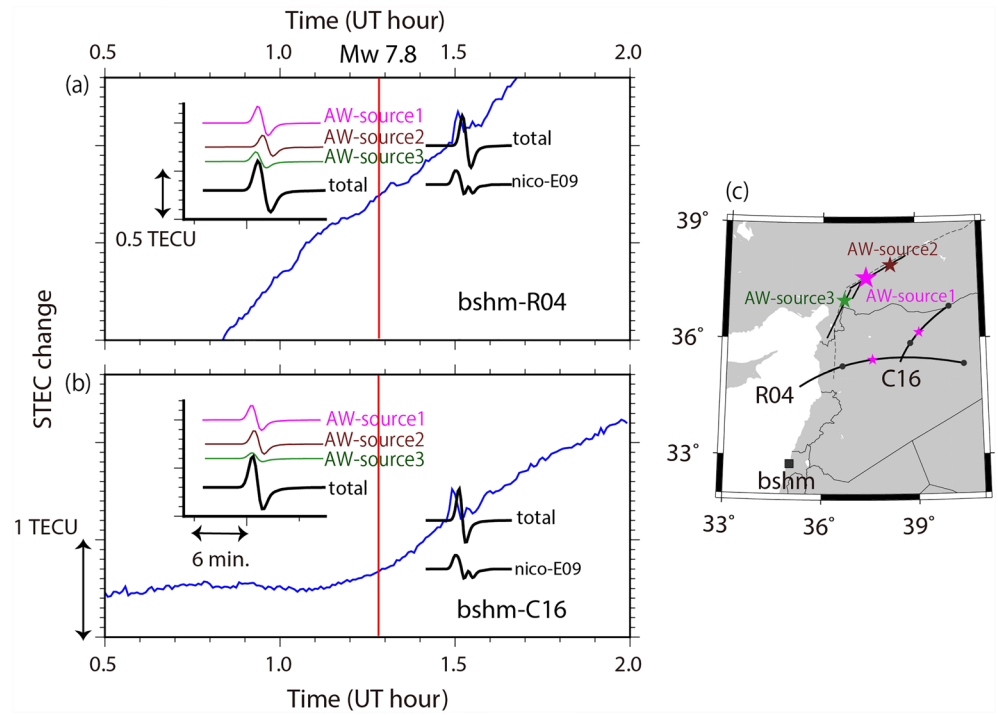 Time (UT hour)
0.5 1.0 1.5 2.0
Mw 7.8
(a)
AW-source1
AW-source2
AW-source3
total
0.5 TECU
total
nico-E09
bshm-R04
STEC change
(b)
AW-source1
AW-source2
AW-source3
total
1 TECU
6 min.
total
nico-E09
bshm-C16
0.5 1.0 1.5 2.0
Time (UT hour)
(c)
39°
AW-source2
AW-source3
AW-source1
36°
C16
R04
33°
bshm
33° 36° 39°